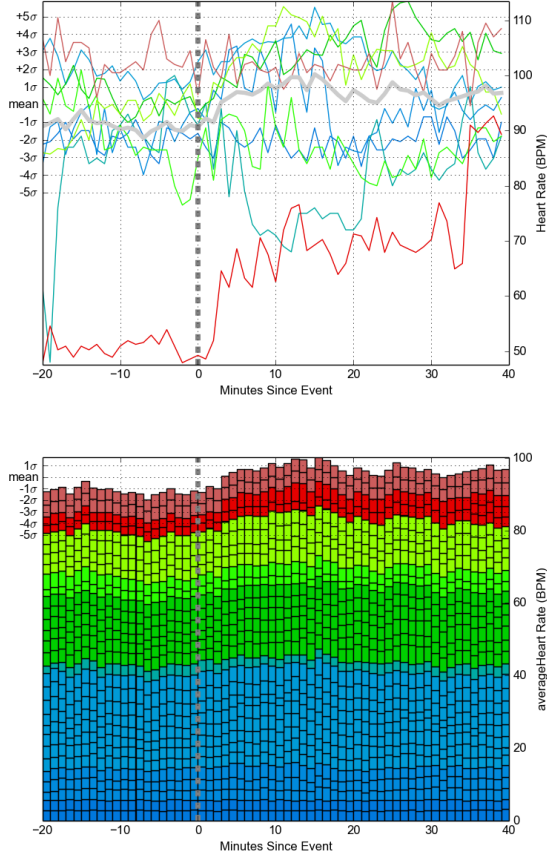 +5σ
+4σ
+3σ
+2σ
1σ
mean
-1σ
-2σ
-3σ
-4σ
-5σ
110
100
90
80
70
60
50
Heart Rate (BPM)
−20
−10
0
10
20
30
40
Minutes Since Event
1σ
mean
-1σ
-2σ
-3σ
-4σ
-5σ
100
80
60
40
20
0
averageHeart Rate (BPM)
−20
−10
0
10
20
30
40
Minutes Since Event